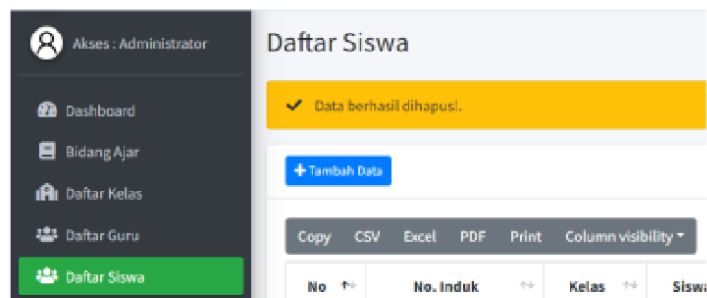 Akses : Administrator
Daftar Siswa
Data berhasil dihapus!.
Dashboard
Bidang Ajar
Daftar Kelas
Daftar Guru
Daftar Siswa
+ Tambah Data
Copy CSV Excel PDF Print Column visibility
No No. Induk Kelas Siswa